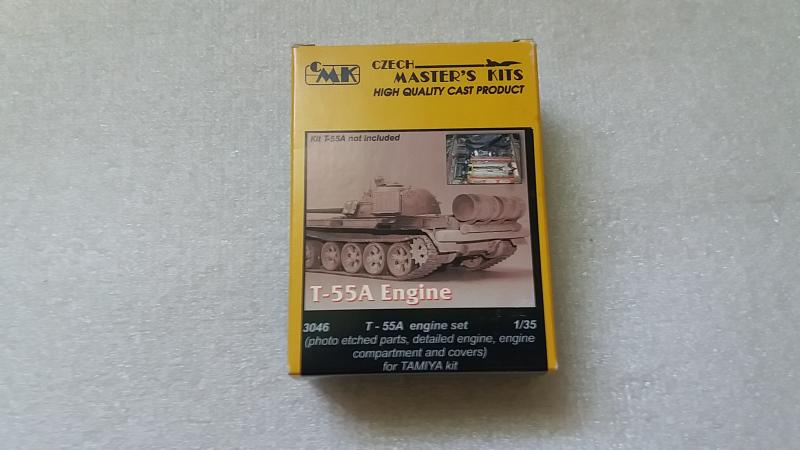 CMK
CZECH
MASTER'S KITS
HIGH QUALITY CAST PRODUCT
Kit T-55A not included
T-55A Engine
3046 T - 55A engine set 1/35
(photo etched parts, detailed engine, engine
compartment and covers)
for TAMIYA kit